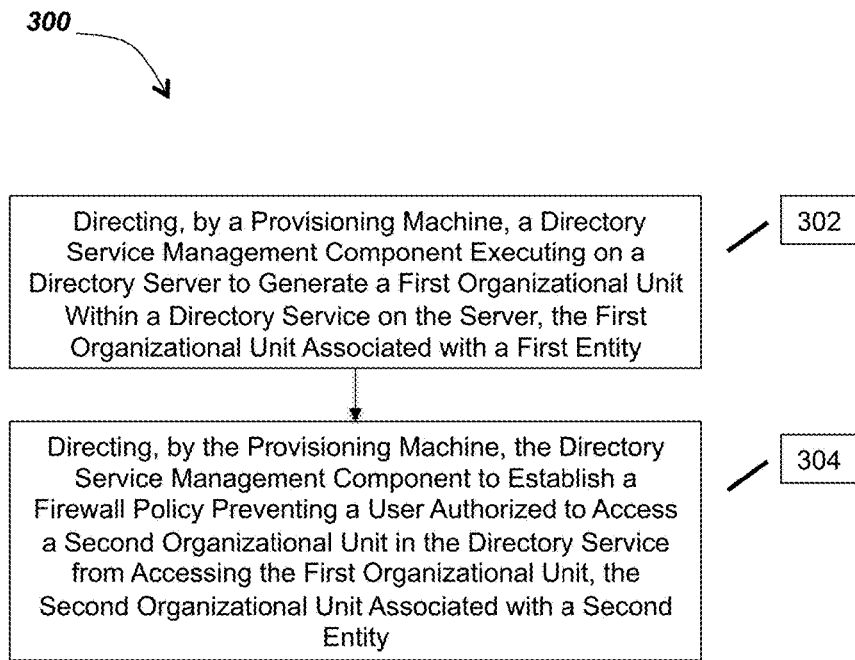 300
Directing, by a Provisioning Machine, a Directory
Service Management Component Executing on a
Directory Server to Generate a First Organizational Unit
Within a Directory Service on the Server, the First
Organizational Unit Associated with a First Entity
302
Directing, by the Provisioning Machine, the Directory
Service Management Component to Establish a
Firewall Policy Preventing a User Authorized to Access
a Second Organizational Unit in the Directory Service
from Accessing the First Organizational Unit, the
Second Organizational Unit Associated with a Second
Entity
304